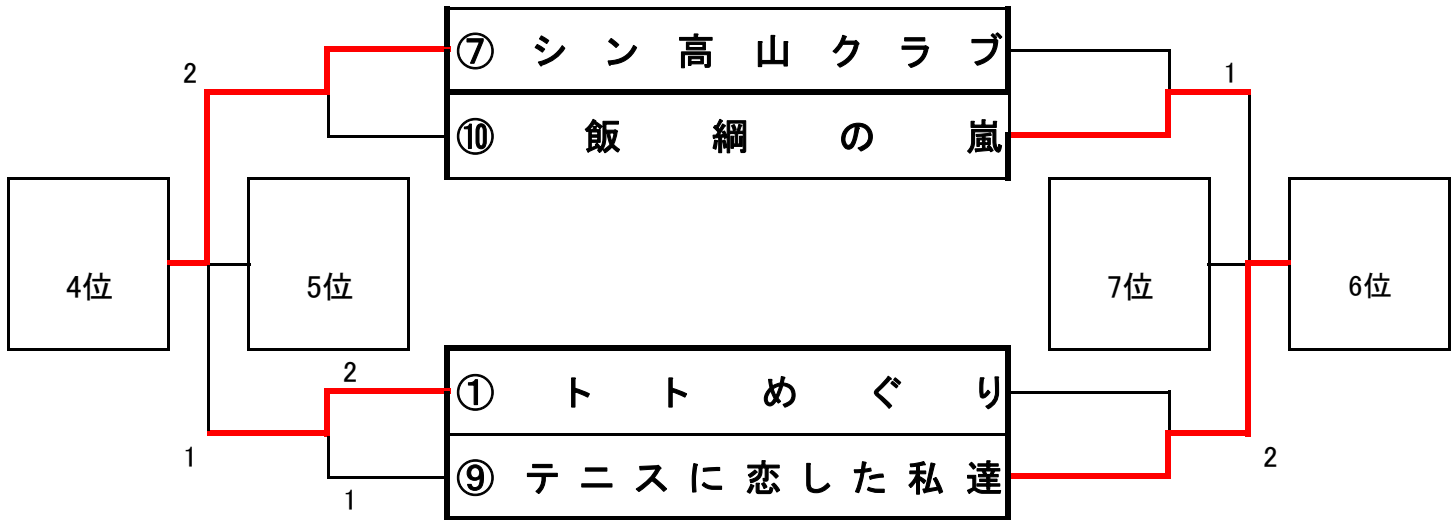 ⑦ シン高山クラブ
2
1
⑩ 飯綱の嵐
4位
5位
7位
6位
2
① トトめぐり
1
2
⑨ テニスに恋した私達
1